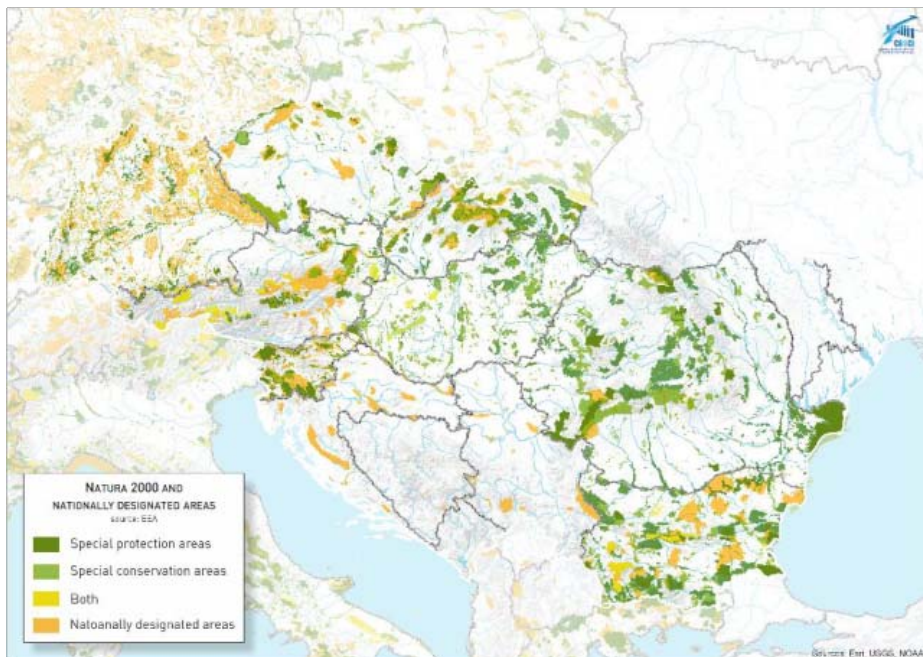 NATURA 2000 AND
NATIONALLY DESIGNATED AREAS
source: EEA
Special protection areas
Special conservation areas
Both
Natoanally designated areas
Sources: Esri, USGS, NOAA